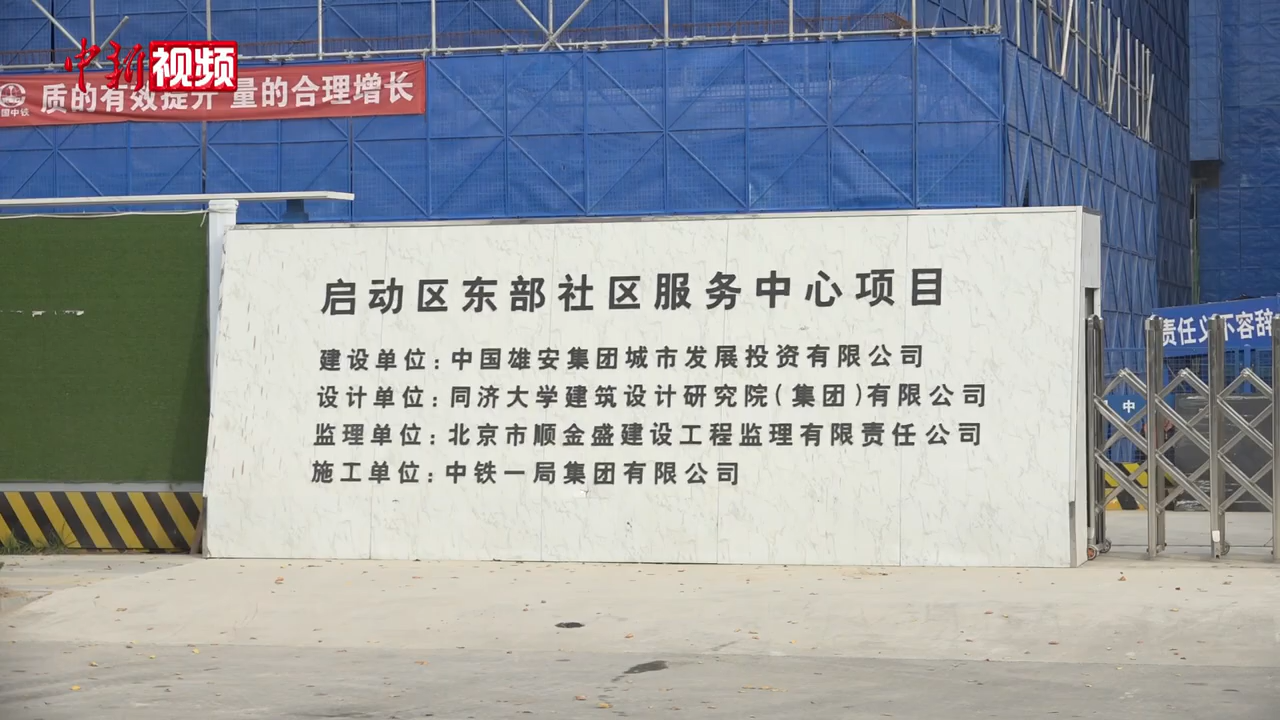 中新视频
质的有效提升 量的合理增长
国中铁
启动区东部社区服务中心项目
建设单位：中国雄安集团城市发展投资有限公司
设计单位：同济大学建筑设计研究院(集团)有限公司
监理单位：北京市顺金盛建设工程监理有限责任公司
施工单位：中铁一局集团有限公司
责任义不容辞
中